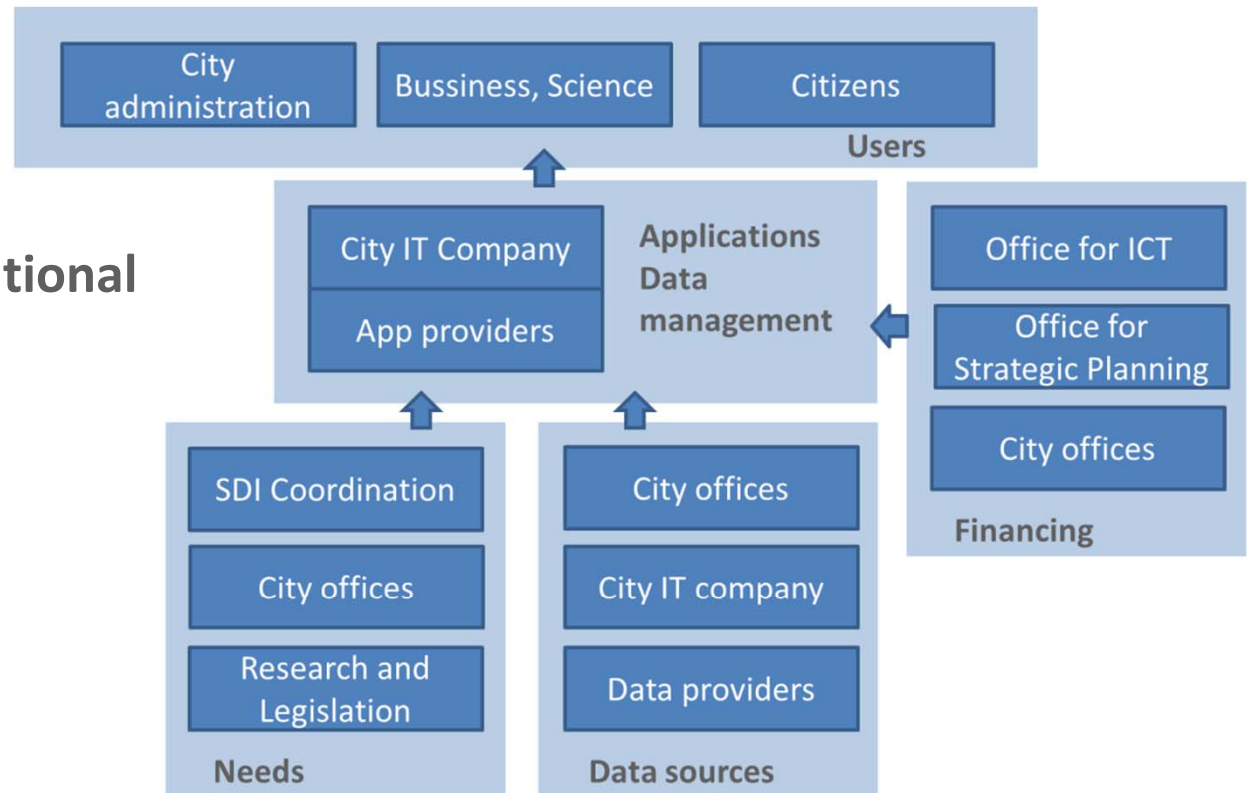 City
administration
Bussiness, Science
Citizens
Users
tional
City IT Company
App providers
Applications
Data
management
Office for ICT
Office for
Strategic Planning
City offices
Financing
SDI Coordination
City offices
Research and
Legislation
Needs
City offices
City IT company
Data providers
Data sources